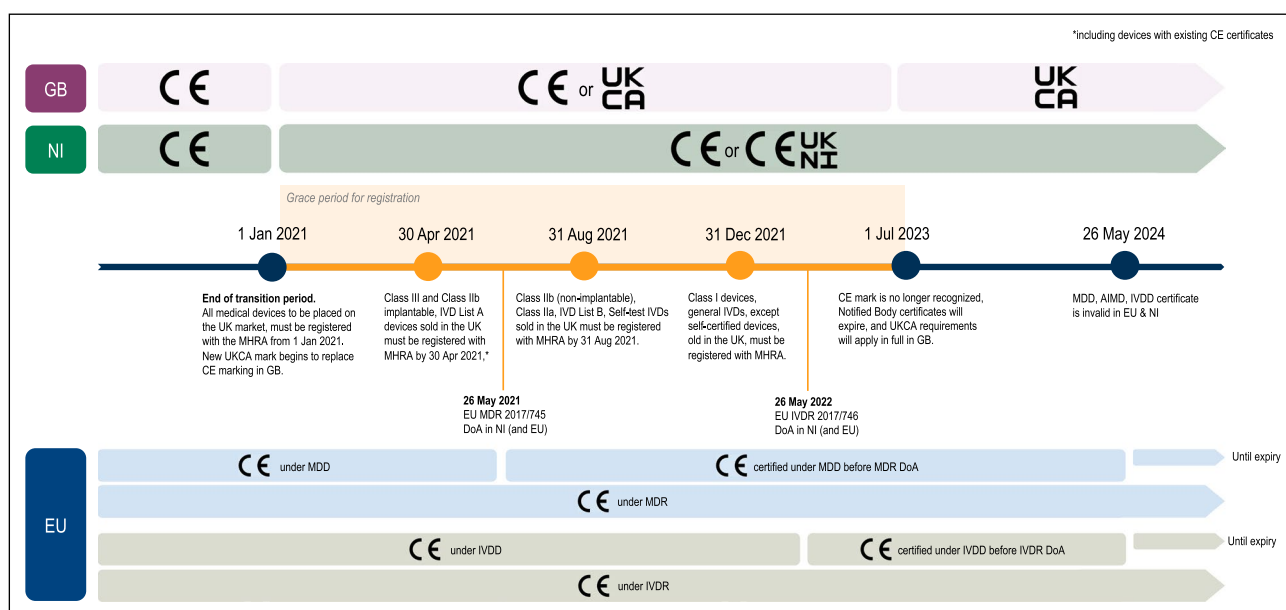 *including devices with existing CE certificates
GB
CE
CE or UK CA
UK CA
NI
CE
CE or CE UK NI
Grace period for registration
1 Jan 2021
30 Apr 2021
31 Aug 2021
31 Dec 2021
1 Jul 2023
26 May 2024
End of transition period.
All medical devices to be placed
on the UK market, must be registered
with the MHRA from 1 Jan 2021.
New UKCA mark begins to replace
CE marking in GB.
Class III and Class IIb
implantable, IVD List A
devices sold in the UK
must be registered with
MHRA by 30 Apr 2021,*
Class IIb (non-implantable),
Class IIa, IVD List B, Self-test IVDs
sold in the UK must be registered
with MHRA by 31 Aug 2021.
Class I devices,
general IVDs, except
self-certified devices,
old in the UK, must be
registered with MHRA.
CE mark is no longer recognized,
Notified Body certificates will
expire, and UKCA requirements
will apply in full in GB.
MDD, AIMD, IVDD certificate
is invalid in EU & NI
26 May 2021
EU MDR 2017/745
DoA in NI (and EU)
26 May 2022
EU IVDR 2017/746
DoA in NI (and EU)
EU
CE under MDD
CE certified under MDD before MDR DoA
Until expiry
CE under MDR
CE under IVDD
CE certified under IVDD before IVDR DoA
Until expiry
CE under IVDR